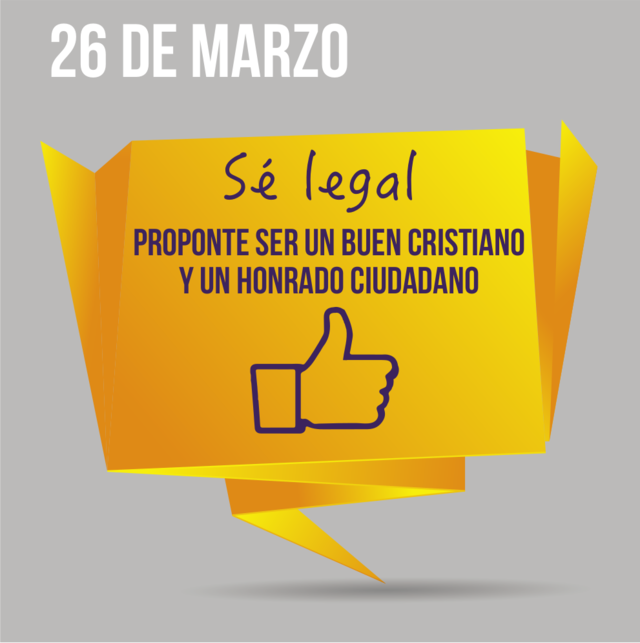 26 DE MARZO
Sé legal
PROPONTE SER UN BUEN CRISTIANO
Y UN HONRADO CIUDADANO